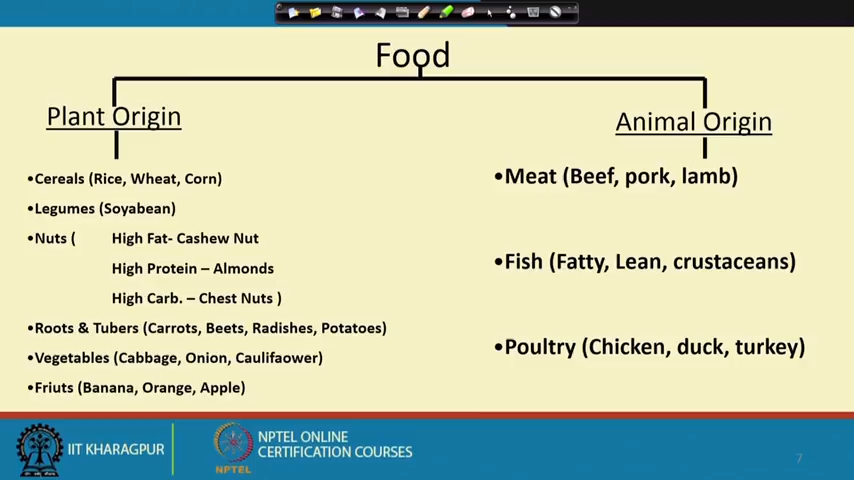 Food
Plant Origin
•Cereals (Rice, Wheat, Corn)
•Legumes (Soyabean)
•Nuts ( High Fat- Cashew Nut
High Protein – Almonds
High Carb. – Chest Nuts )
•Roots & Tubers (Carrots, Beets, Radishes, Potatoes)
•Vegetables (Cabbage, Onion, Caulifaower)
•Friuts (Banana, Orange, Apple)
Animal Origin
•Meat (Beef, pork, lamb)
•Fish (Fatty, Lean, crustaceans)
•Poultry (Chicken, duck, turkey)
IIT KHARAGPUR
NPTEL
NPTEL ONLINE
CERTIFICATION COURSES
7